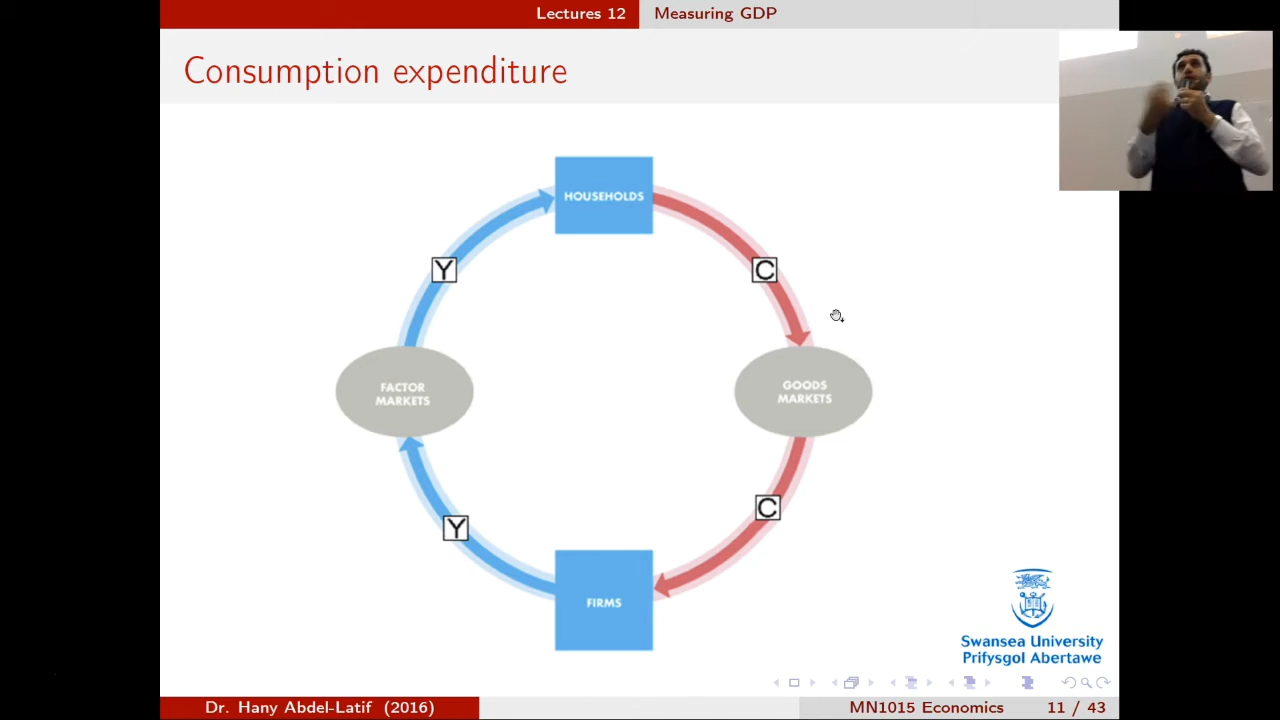 Lectures 12
Measuring GDP
Consumption expenditure
HOUSEHOLDS
Y
C
FACTOR
MARKETS
GOODS
MARKETS
Y
C
FIRMS
Swansea University
Prifysgol Abertawe
Dr. Hany Abdel-Latif (2016)
MN1015 Economics
11 / 43